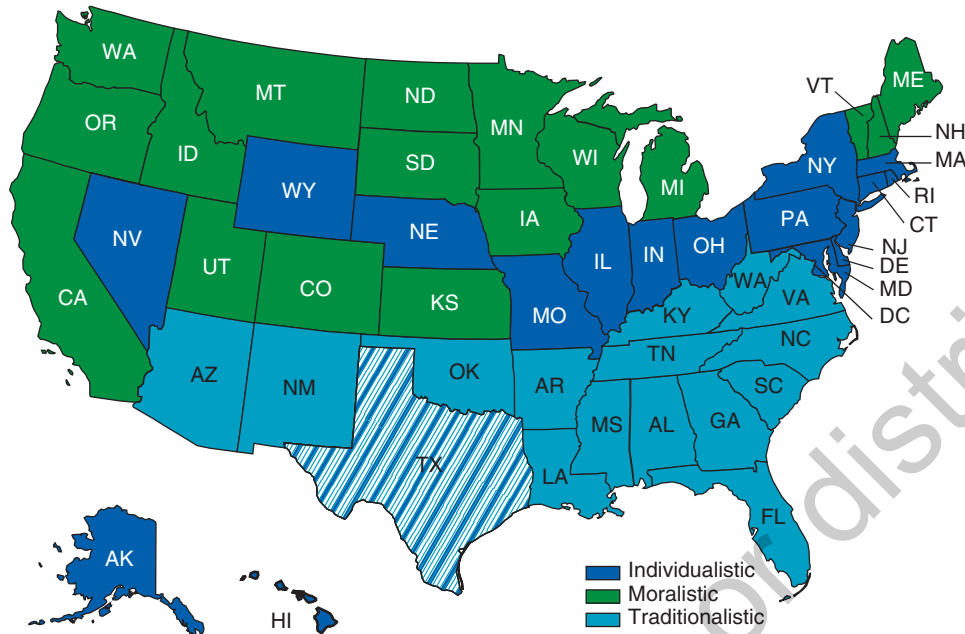 WA
MT
ND
MN
OR
ID
SD
WI
MI
WY
IA
NE
NV
UT
CO
CA
KS
MO
IL
IN
OH
PA
NY
VT
ME
NH
MA
RI
CT
NJ
DE
MD
DC
WA
VA
KY
NC
TN
SC
AZ
NM
OK
AR
TX
LA
MS
AL
GA
FL
AK
HI
Individualistic
Moralistic
Traditionalistic
or distri